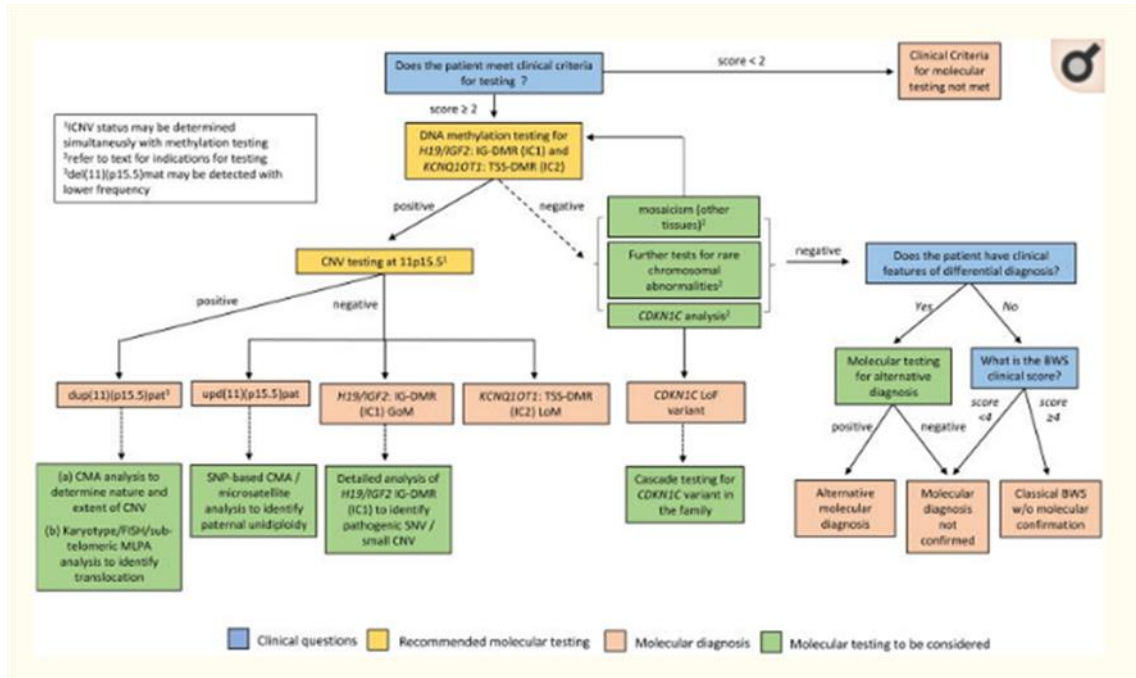 Does the patient meet clinical criteria
for testing ?
score < 2
Clinical Criteria
for molecular
testing not met
score ≥ 2
¹ICNV status may be determined
simultaneusly with methylation testing
²refer to text for indications for testing
³del(11)(p15.5)mat may be detected with
lower frequency
DNA methylation testing for
H19/IGF2: IG-DMR (IC1) and
KCNQ1OT1: TSS-DMR (IC2)
positive
negative
mosaicism (other
tissues)²
Further tests for rare
chromosomal
abnormalities²
CDKN1C analysis²
negative
Does the patient have clinical
features of differential diagnosis?
CNV testing at 11p15.5¹
positive
negative
Yes
No
Molecular testing
for alternative
diagnosis
What is the BWS
clinical score?
dup(11)(p15.5)pat³
upd(11)(p15.5)pat
H19/IGF2: IG-DMR
(IC1) GoM
KCNQ1OT1: TSS-DMR
(IC2) LoM
CDKN1C LoF
variant
positive
negative
score
<4
score
≥4
(a) CMA analysis to
determine nature and
extent of CNV
(b) Karyotype/FISH/sub-
telomeric MLPA
analysis to identify
translocation
SNP-based CMA /
microsatellite
analysis to identify
paternal unidiploidy
Detailed analysis of
H19/IGF2 IG-DMR
(IC1) to identify
pathogenic SNV /
small CNV
Cascade testing for
CDKN1C variant in
the family
Alternative
molecular
diagnosis
Molecular
diagnosis
not
confirmed
Classical BWS
w/o molecular
confirmation
Clinical questions
Recommended molecular testing
Molecular diagnosis
Molecular testing to be considered